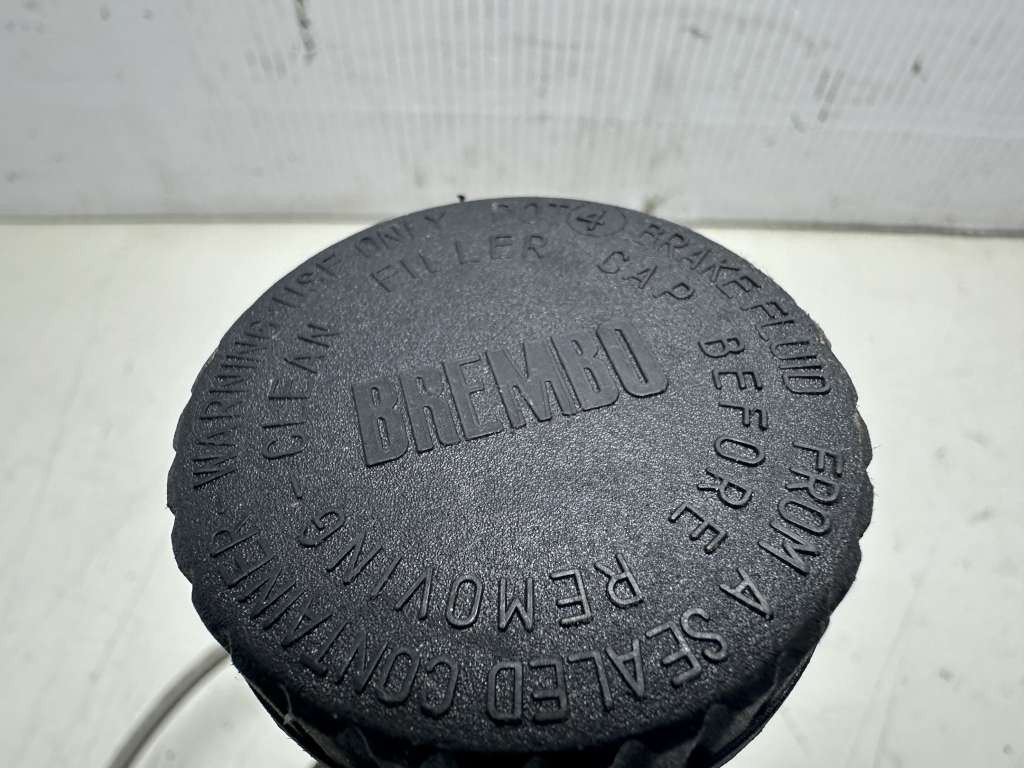 WARNING-USE ONLY DOT 4 BRAKE FLUID FROM A SEALED CONTAINER-
CLEAN FILLER CAP BEFORE REMOVING-
BREMBO